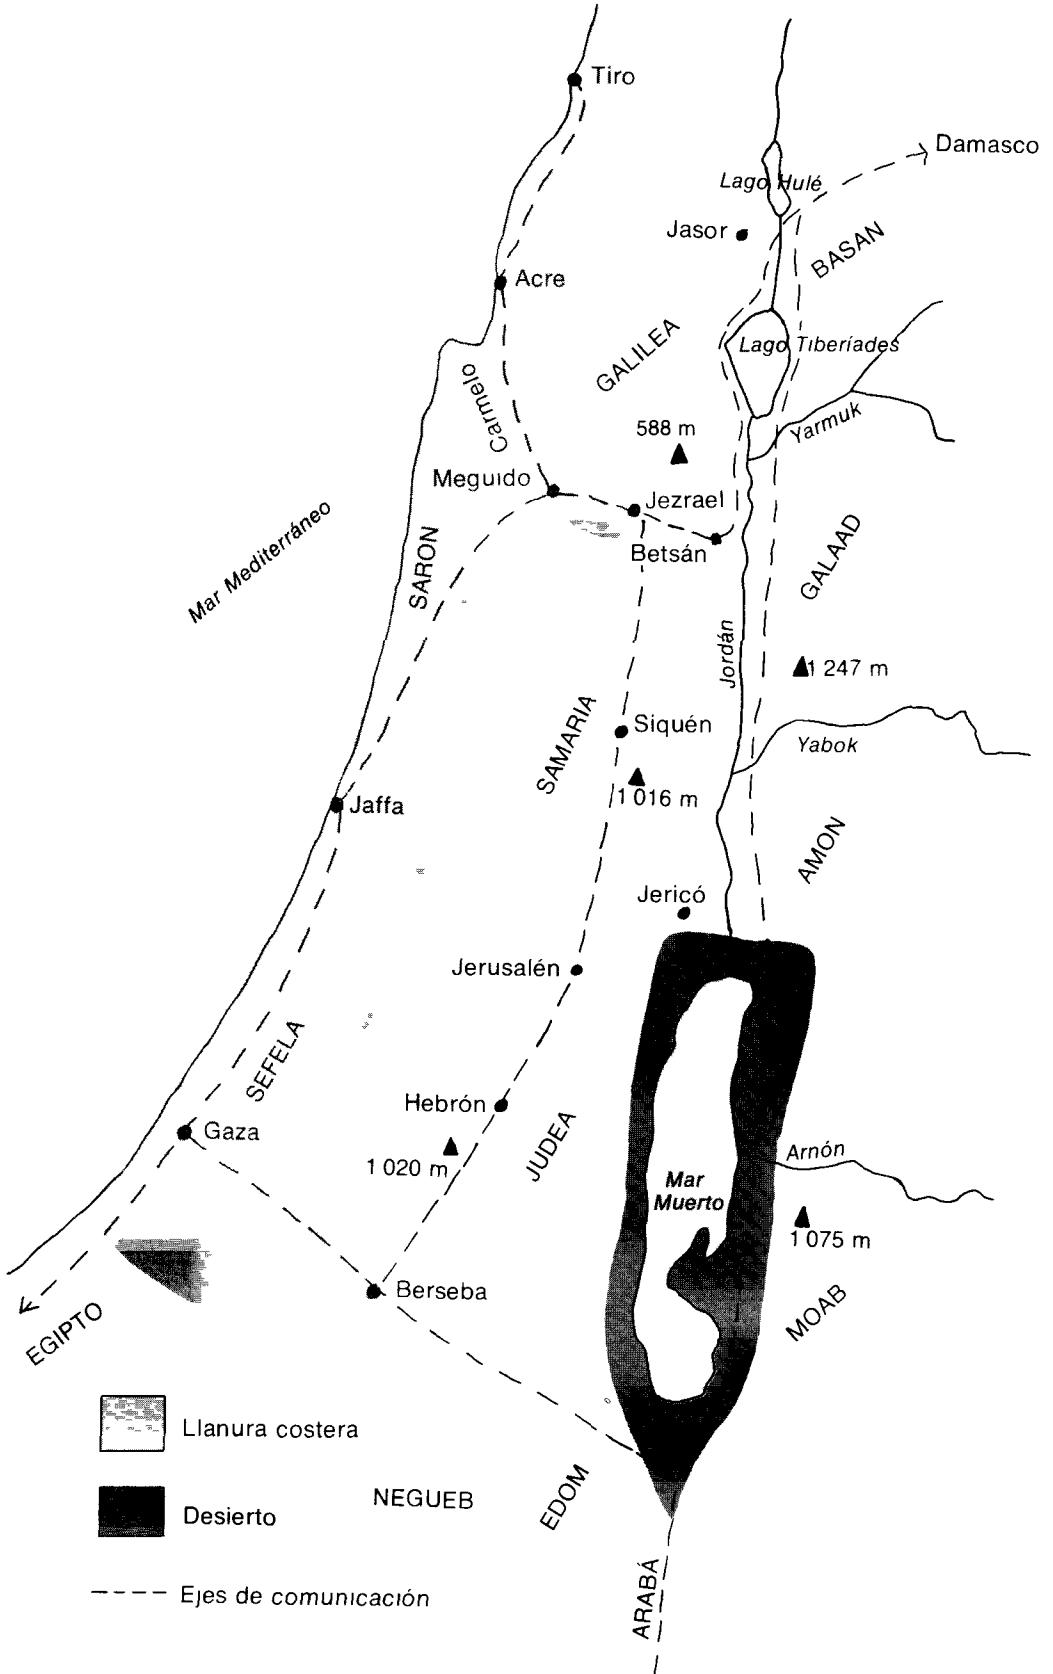 Tiro
Damasco
Lago Hulé
Jasor
BASAN
Acre
GALILEA
Lago Tiberíades
Carmelo
Yarmuk
588 m
Meguido
Jezrael
Betsán
GALAAD
Mar Mediterráneo
SARON
Jordán
1 247 m
SAMARIA
Siquén
Yabok
1 016 m
Jaffa
AMON
Jericó
Jerusalén
SEFELA
Hebrón
JUDEA
Gaza
1 020 m
Arnón
Mar
Muerto
1 075 m
Berseba
MOAB
EGIPTO
Llanura costera
NEGUEB
EDOM
Desierto
Ejes de comunicación
ARABÁ